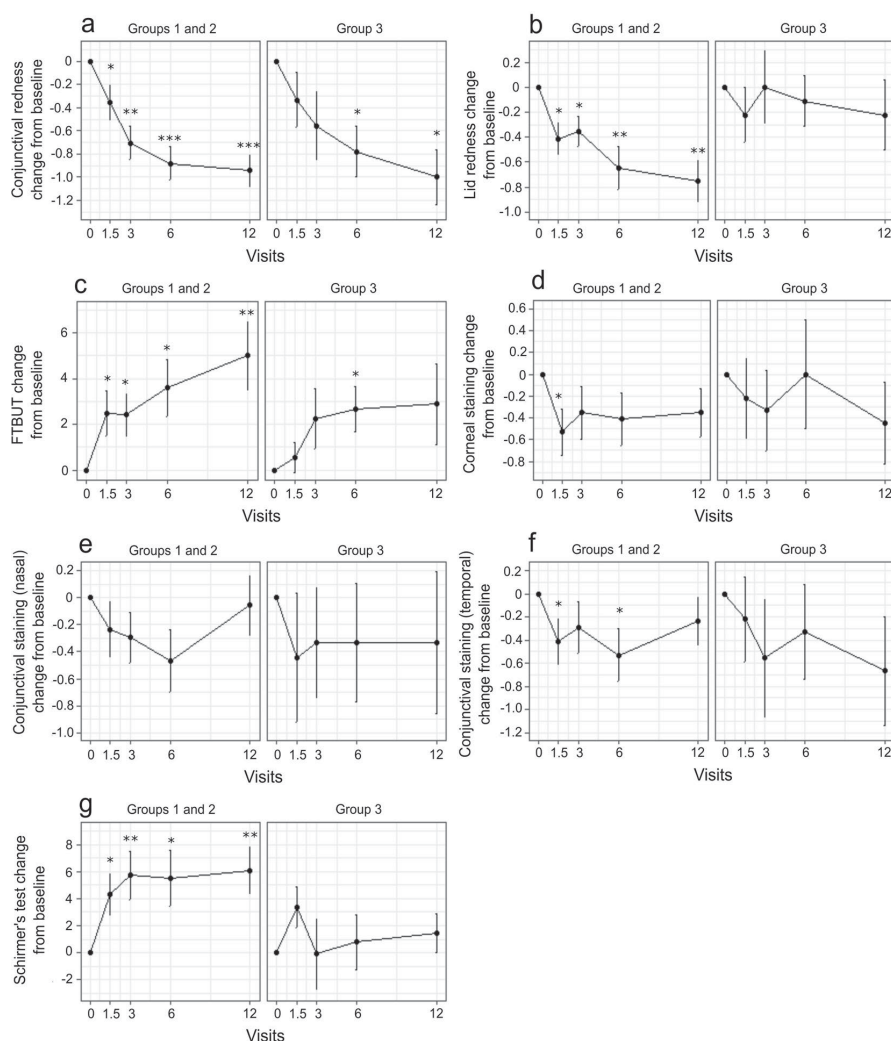 a
Groups 1 and 2
Group 3
Conjunctival redness
change from baseline
0
-0.2
-0.4
-0.6
-0.8
-1.0
-1.2
*
**
***
***
*
*
0 1.5 3 6 12
0 1.5 3 6 12
Visits
b
Groups 1 and 2
Group 3
Lid redness change
from baseline
0.2
0
-0.2
-0.4
-0.6
-0.8
-1.0
*
*
**
**
0 1.5 3 6 12
0 1.5 3 6 12
Visits
c
Groups 1 and 2
Group 3
FTBUT change
from baseline
6
4
2
0
*
*
*
**
*
0 1.5 3 6 12
0 1.5 3 6 12
Visits
d
Groups 1 and 2
Group 3
Corneal staining change
from baseline
0.6
0.4
0.2
0
-0.2
-0.4
-0.6
-0.8
*
0 1.5 3 6 12
0 1.5 3 6 12
Visits
e
Groups 1 and 2
Group 3
Conjunctival staining (nasal)
change from baseline
0.2
0
-0.2
-0.4
-0.6
-0.8
-1.0
0 1.5 3 6 12
0 1.5 3 6 12
Visits
f
Groups 1 and 2
Group 3
Conjunctival staining (temporal)
change from baseline
0.2
0
-0.2
-0.4
-0.6
-0.8
-1.0
-1.2
*
*
0 1.5 3 6 12
0 1.5 3 6 12
Visits
g
Groups 1 and 2
Group 3
Schirmer's test change
from baseline
8
6
4
2
0
-2
*
**
*
**
0 1.5 3 6 12
0 1.5 3 6 12
Visits